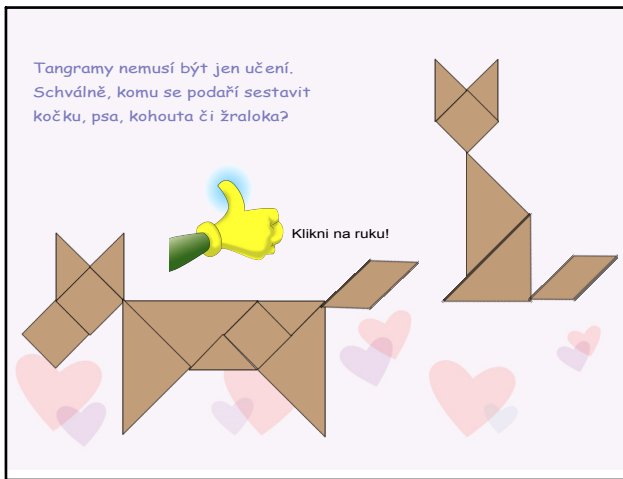 Tangramy nemusí být jen učení.
Schválně, komu se podaří sestavit
kočku, psa, kohouta či žraloka?
Klikni na ruku!